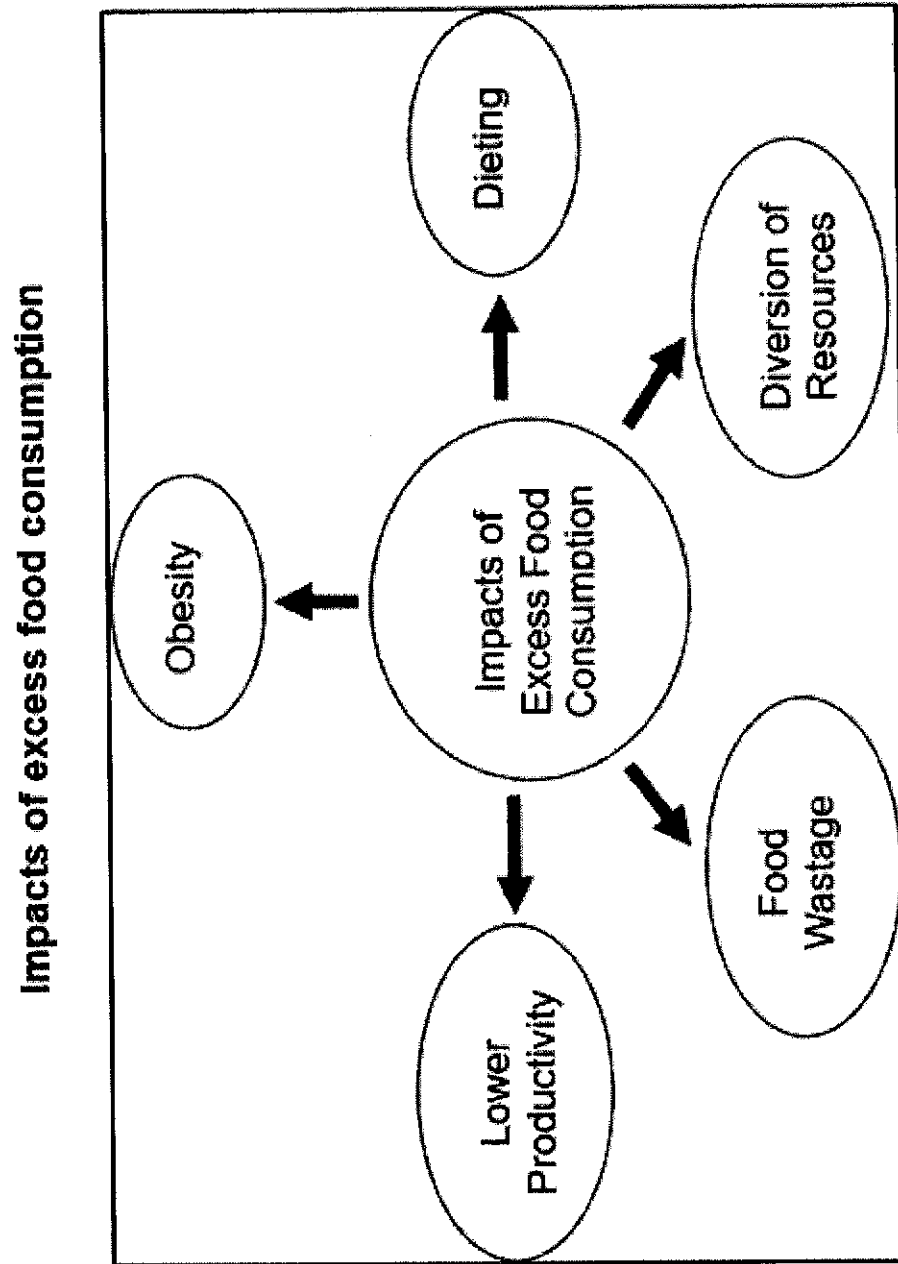 Impacts of excess food consumption
Obesity
Lower
Productivity
Impacts of
Excess Food
Consumption
Dieting
Food
Wastage
Diversion of
Resources